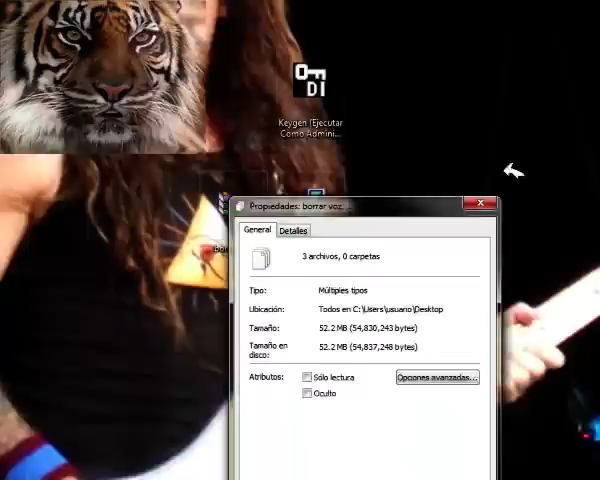 DI
Keygen (Ejecutar
Como Admini...
Propiedades: borrar voz, ...
General
Detalles
3 archivos, 0 carpetas
Tipo:
Múltiples tipos
Ubicación:
Todos en C:\Users\usuario\Desktop
Tamaño:
52.2 MB (54,830,243 bytes)
Tamaño en
disco:
52.2 MB (54,837,248 bytes)
Atributos:
Sólo lectura
Opciones avanzadas...
Oculto